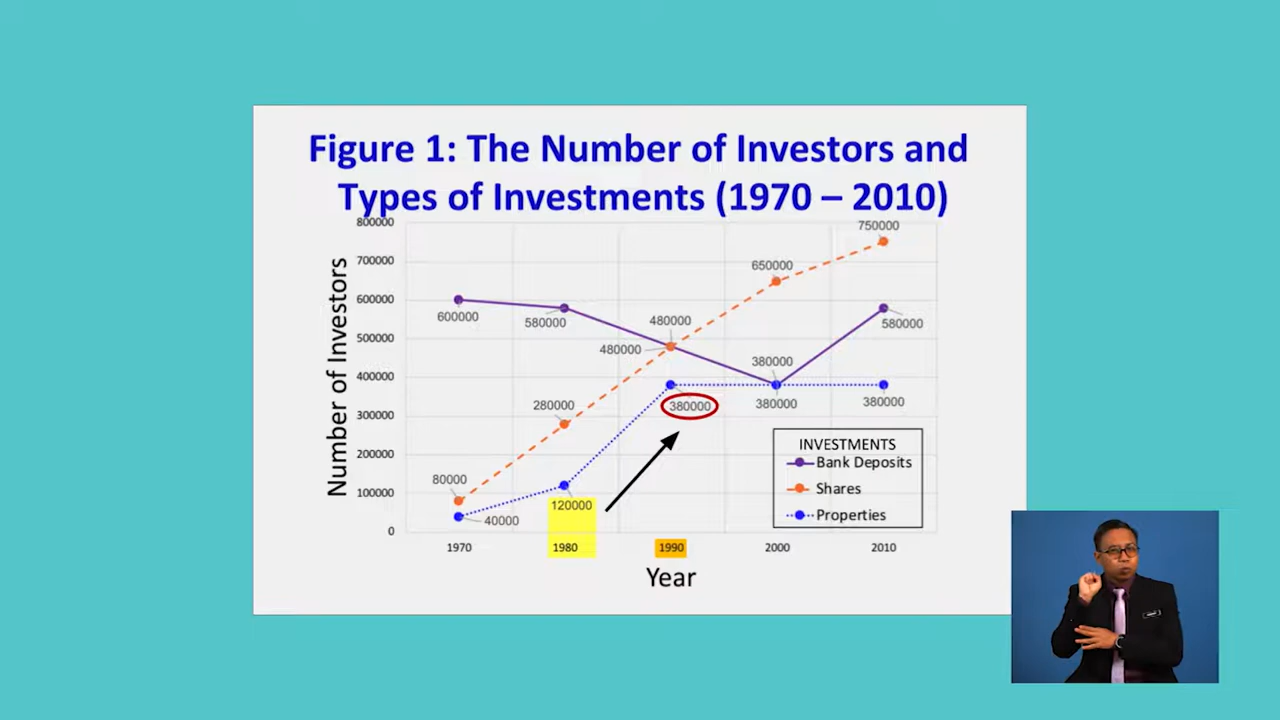 Figure 1: The Number of Investors and
Types of Investments (1970 – 2010)
Number of Investors
800000
700000
600000
500000
400000
300000
200000
100000
0
600000
580000
480000
380000
580000
80000
280000
480000
650000
750000
40000
120000
380000
380000
380000
INVESTMENTS
Bank Deposits
Shares
Properties
1970 1980 1990 2000 2010
Year